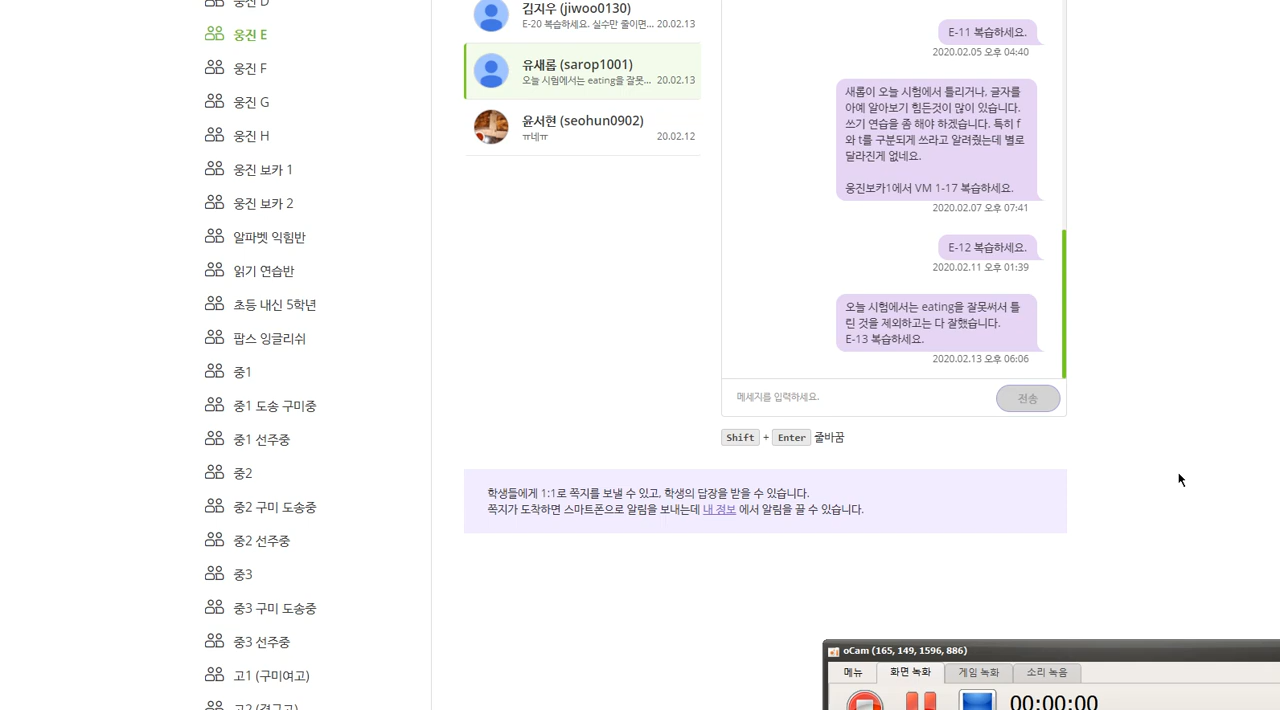 웅진 D
웅진 E
웅진 F
웅진 G
웅진 H
웅진 보카 1
웅진 보카 2
알파벳 익힘반
읽기 연습반
초등 내신 5학년
팝스 잉글리쉬
중1
중1 도송 구미중
중1 선주중
중2
중2 구미 도송중
중2 선주중
중3
중3 구미 도송중
중3 선주중
고1 (구미여고)
김지우 (jiwoo0130)
E-20 복습하세요. 실수만 줄이면... 20.02.13
유새롭 (sarop1001)
오늘 시험에서는 eating을 잘못... 20.02.13
윤서현 (seohun0902)
ㅠ네ㅠ 20.02.12
E-11 복습하세요.
2020.02.05 오후 04:40
새롭이 오늘 시험에서 틀리거나, 글자를
아예 알아보기 힘든것이 많이 있습니다.
쓰기 연습을 좀 해야 하겠습니다. 특히 f
와 t를 구분되게 쓰라고 알려줬는데 별로
달라진게 없네요.
웅진보카1에서 VM 1-17 복습하세요.
2020.02.07 오후 07:41
E-12 복습하세요.
2020.02.11 오후 01:39
오늘 시험에서는 eating을 잘못써서 틀
린 것을 제외하고는 다 잘했습니다.
E-13 복습하세요.
2020.02.13 오후 06:06
메세지를 입력하세요. 전송
Shift + Enter 줄바꿈
학생들에게 1:1로 쪽지를 보낼 수 있고, 학생의 답장을 받을 수 있습니다.
쪽지가 도착하면 스마트폰으로 알림을 보내는데 내 정보 에서 알림을 끌 수 있습니다.
oCam (165, 149, 1596, 886)
메뉴 화면 녹화 게임 녹화 소리 녹음
00:00:00